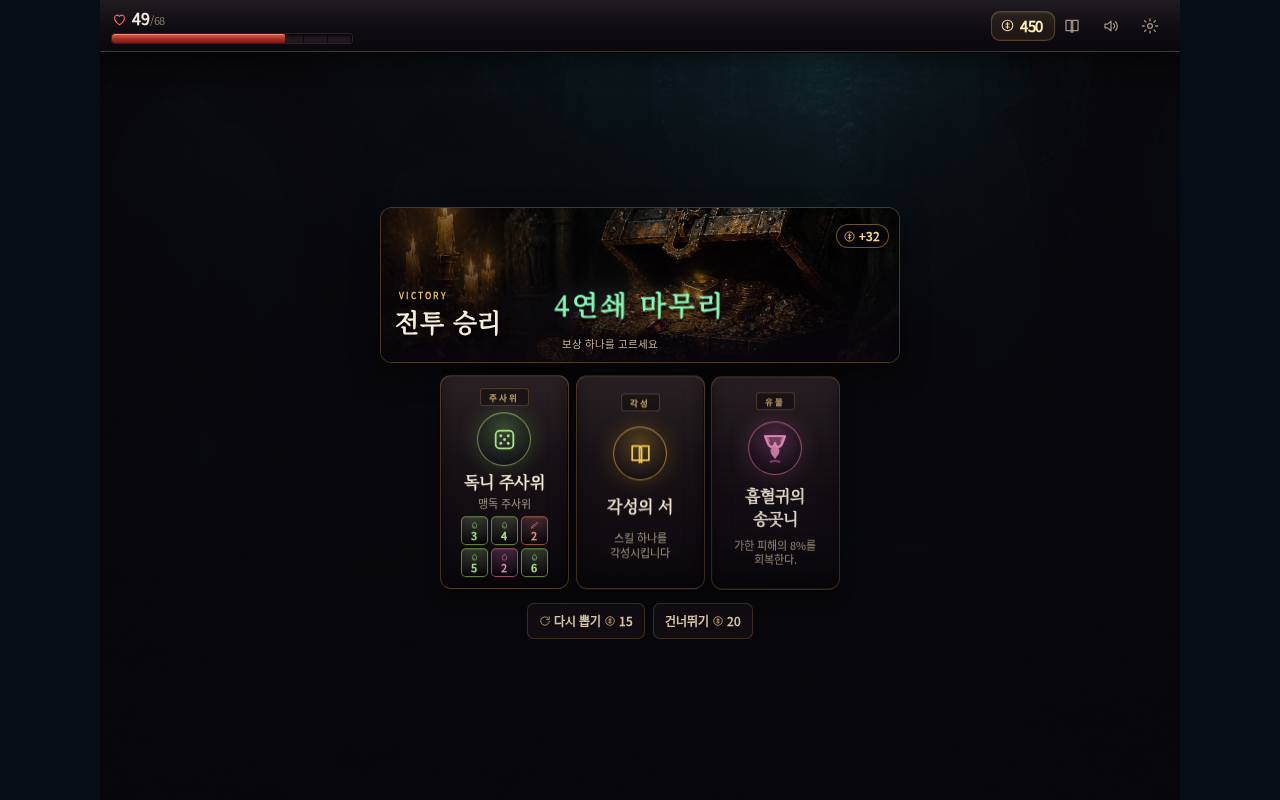 49/68
450
+32
VICTORY
전투 승리
4연쇄 마무리
보상 하나를 고르세요
주사위
독니 주사위
맹독 주사위
3 4 2
5 2 6
각성
각성의 서
스킬 하나를
각성시킵니다
유물
흡혈귀의
송곳니
가한 피해의 8%를
회복한다.
다시 뽑기 15
건너뛰기 20